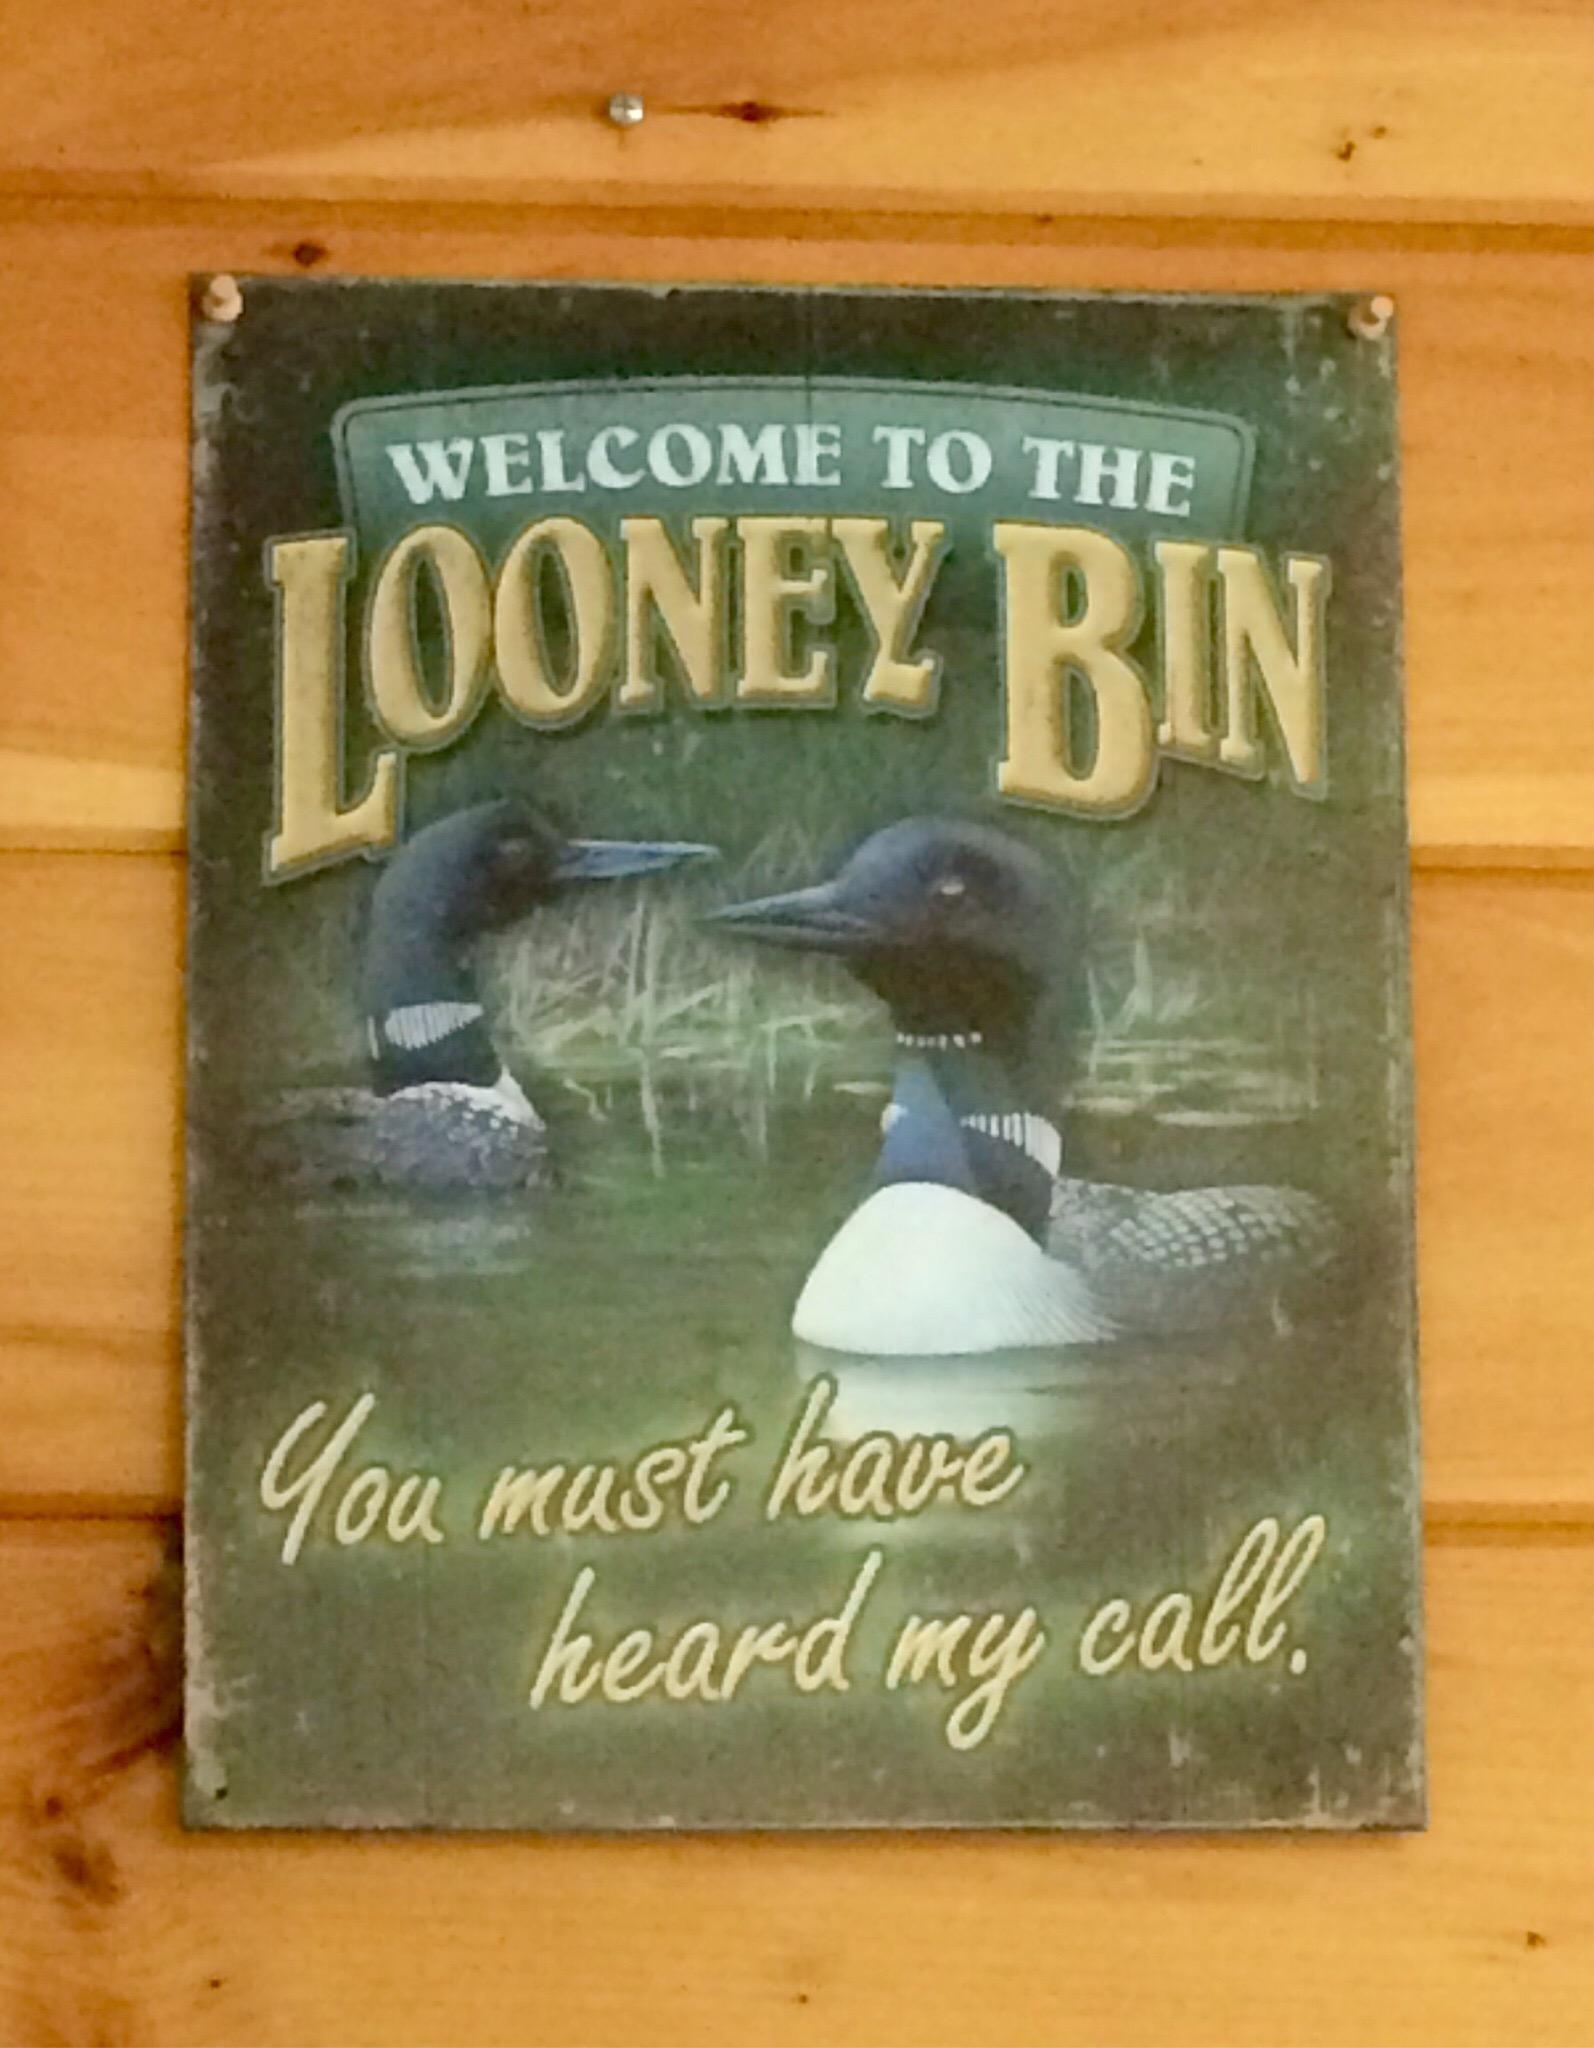 WELCOME TO THE
LOONEY BIN
You must have
heard my call.